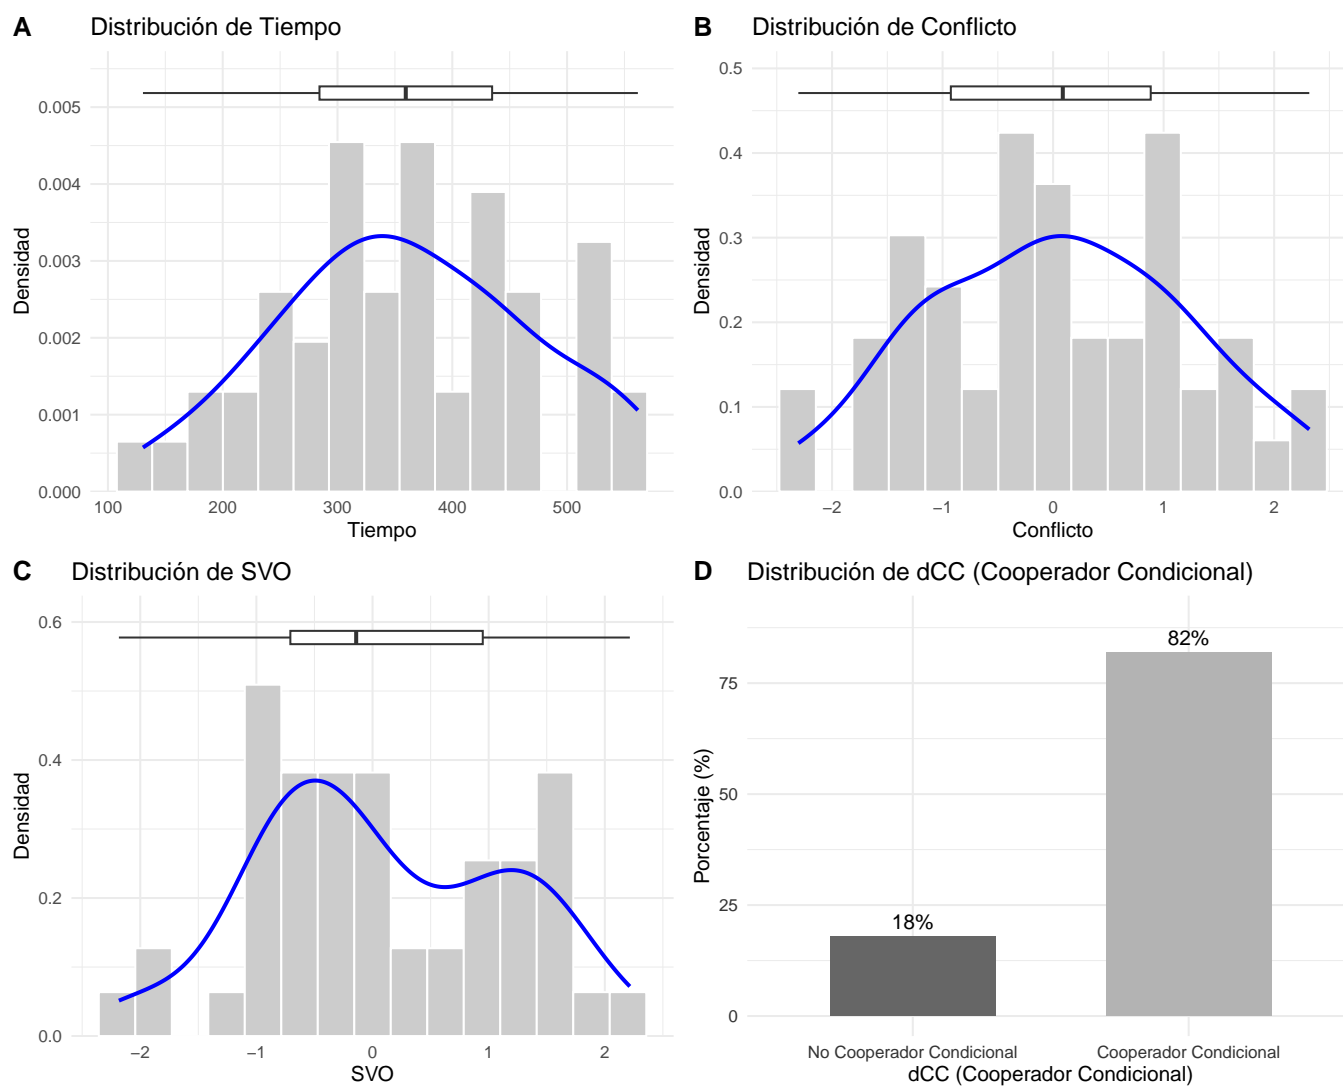 A Distribución de Tiempo
Densidad
0.005
0.004
0.003
0.002
0.001
0.000
100 200 300 400 500
Tiempo
B Distribución de Conflicto
Densidad
0.5
0.4
0.3
0.2
0.1
0.0
−2 −1 0 1 2
Conflicto
C Distribución de SVO
Densidad
0.6
0.4
0.2
0.0
−2 −1 0 1 2
SVO
D Distribución de dCC (Cooperador Condicional)
Porcentaje (%)
75
50
25
0
82%
18%
No Cooperador Condicional Cooperador Condicional
dCC (Cooperador Condicional)